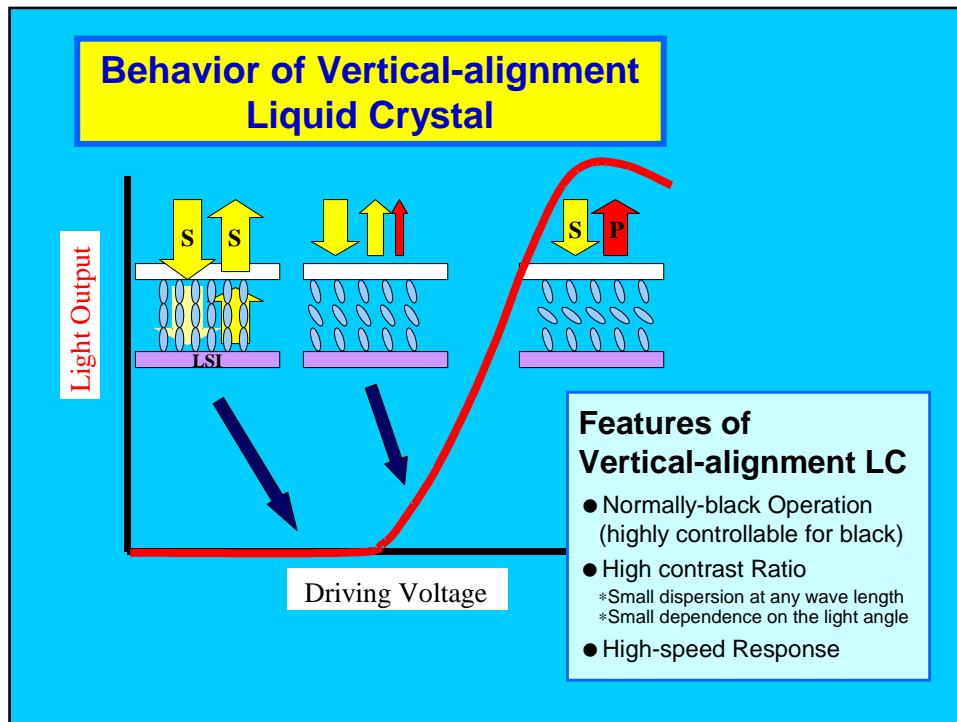 Behavior of Vertical-alignment
Liquid Crystal
Light Output
S
S
S
P
LSI
Driving Voltage
Features of
Vertical-alignment LC
● Normally-black Operation
(highly controllable for black)
● High contrast Ratio
*Small dispersion at any wave length
*Small dependence on the light angle
● High-speed Response